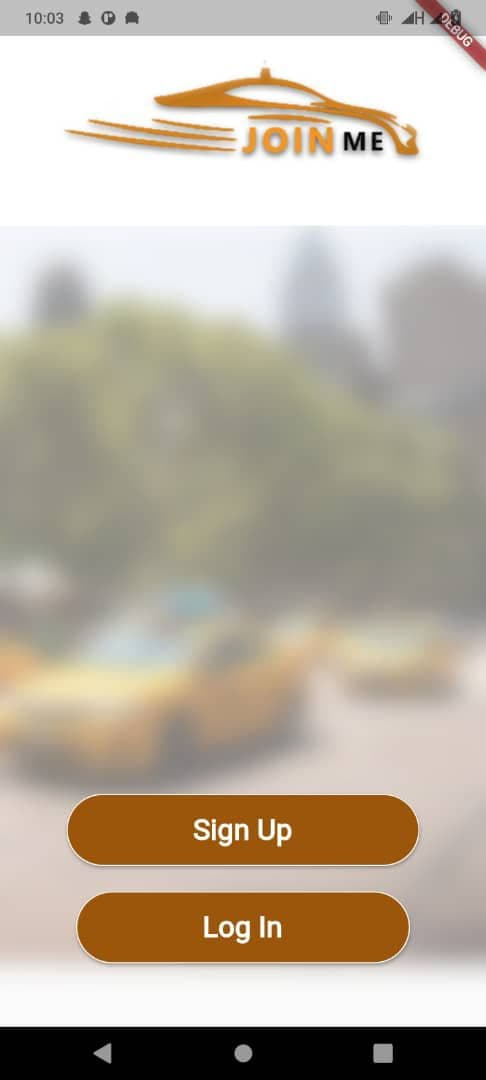 10:03
H
DEBUG
JOIN ME
Sign Up
Log In